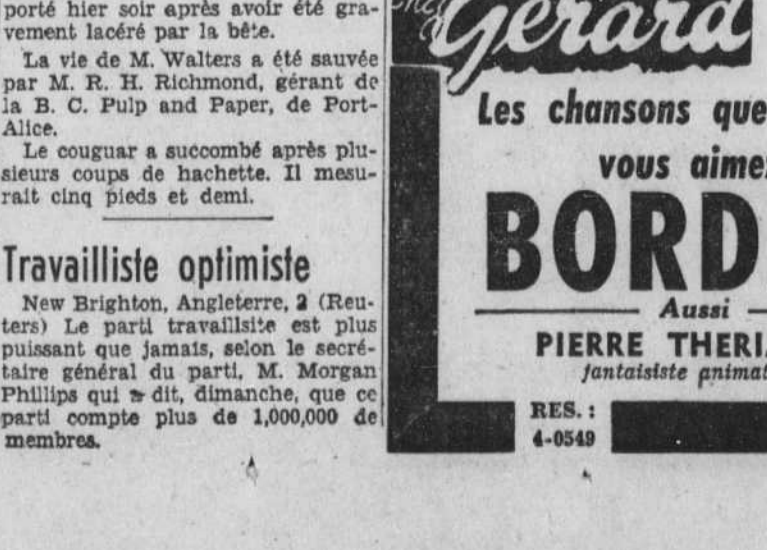 porté hier soir après avoir été gra-
vement lacéré par la bête.
La vie de M. Walters a été sauvée
par M. R. H. Richmond, gérant de
la B. C. Pulp and Paper, de Port-
Alice.
Le couguar a succombé après plu-
sieurs coups de hachette. Il mesu-
rait cinq pieds et demi.
Travailliste optimiste
New Brighton, Angleterre, 2 (Reu-
ters) Le parti travaillsite est plus
puissant que jamais, selon le secré-
taire général du parti, M. Morgan
Phillips qui a dit, dimanche, que ce
parti compte plus de 1,000,000 de
membres.
Chez
Gérard
Les chansons que
vous aime
BORD
Aussi
PIERRE THERI
fantaisiste animat
RES. :
4-0549